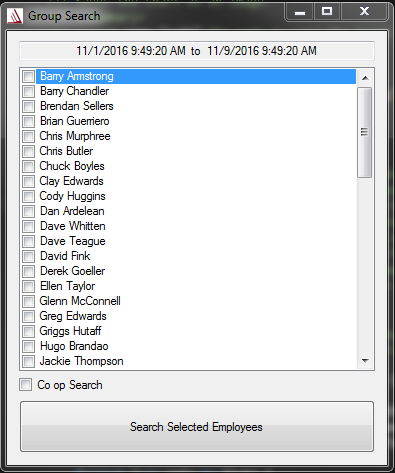 Group Search
11/1/2016 9:49:20 AM to 11/9/2016 9:49:20 AM
Barry Armstrong
Barry Chandler
Brendan Sellers
Brian Guerriero
Chris Murphree
Chris Butler
Chuck Boyles
Clay Edwards
Cody Huggins
Dan Ardelean
Dave Whitten
Dave Teague
David Fink
Derek Goeller
Ellen Taylor
Glenn McConnell
Greg Edwards
Griggs Hutaff
Hugo Brandao
Jackie Thompson
Co op Search
Search Selected Employees